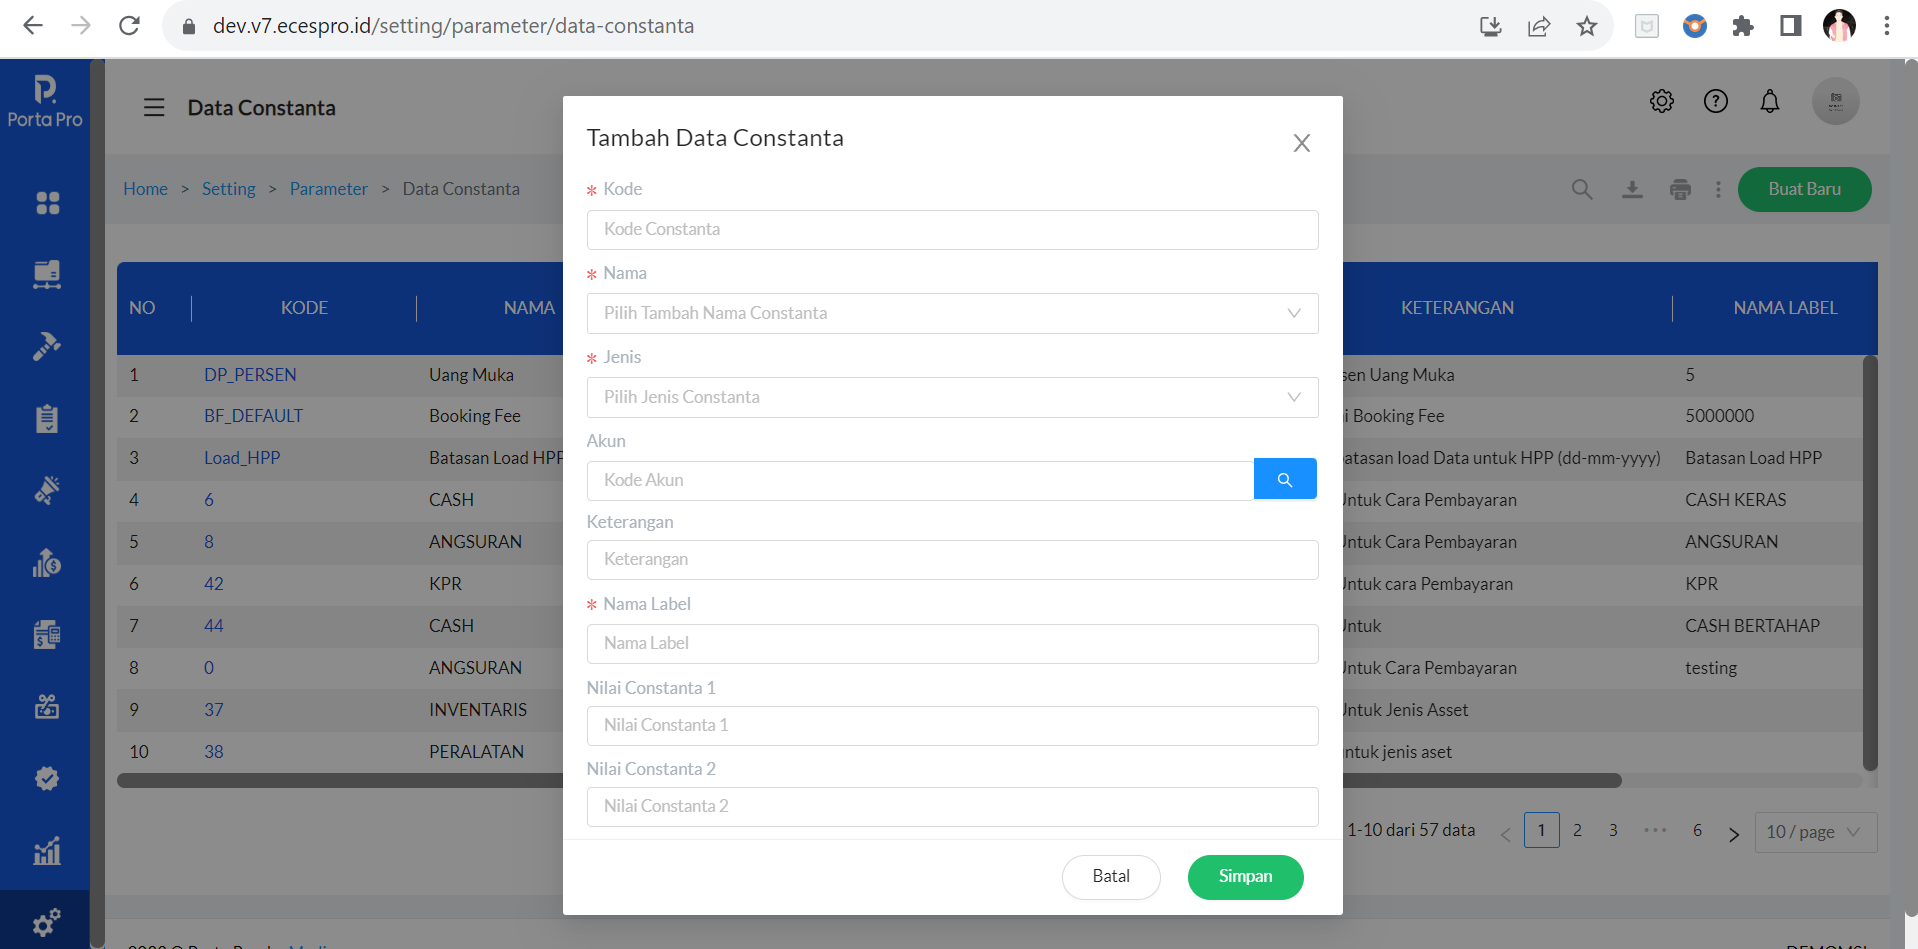 dev.v7.ecespro.id/setting/parameter/data-constanta
Porta Pro
Data Constanta
Home > Setting > Parameter > Data Constanta
Buat Baru
NO KODE NAMA KETERANGAN NAMA LABEL
1 DP_PERSEN Uang Muka sen Uang Muka 5
2 BF_DEFAULT Booking Fee i Booking Fee 5000000
3 Load_HPP Batasan Load HPP atasan load Data untuk HPP (dd-mm-yyyy) Batasan Load HPP
4 6 CASH Untuk Cara Pembayaran CASH KERAS
5 8 ANGSURAN Untuk Cara Pembayaran ANGSURAN
6 42 KPR Untuk cara Pembayaran KPR
7 44 CASH Untuk CASH BERTAHAP
8 0 ANGSURAN Untuk Cara Pembayaran testing
9 37 INVENTARIS Untuk Jenis Asset
10 38 PERALATAN ntuk jenis aset
1-10 dari 57 data < 1 2 3 ••• 6 > 10 / page
Tambah Data Constanta
* Kode
Kode Constanta
* Nama
Pilih Tambah Nama Constanta
* Jenis
Pilih Jenis Constanta
Akun
Kode Akun
Keterangan
Keterangan
* Nama Label
Nama Label
Nilai Constanta 1
Nilai Constanta 1
Nilai Constanta 2
Nilai Constanta 2
Batal Simpan